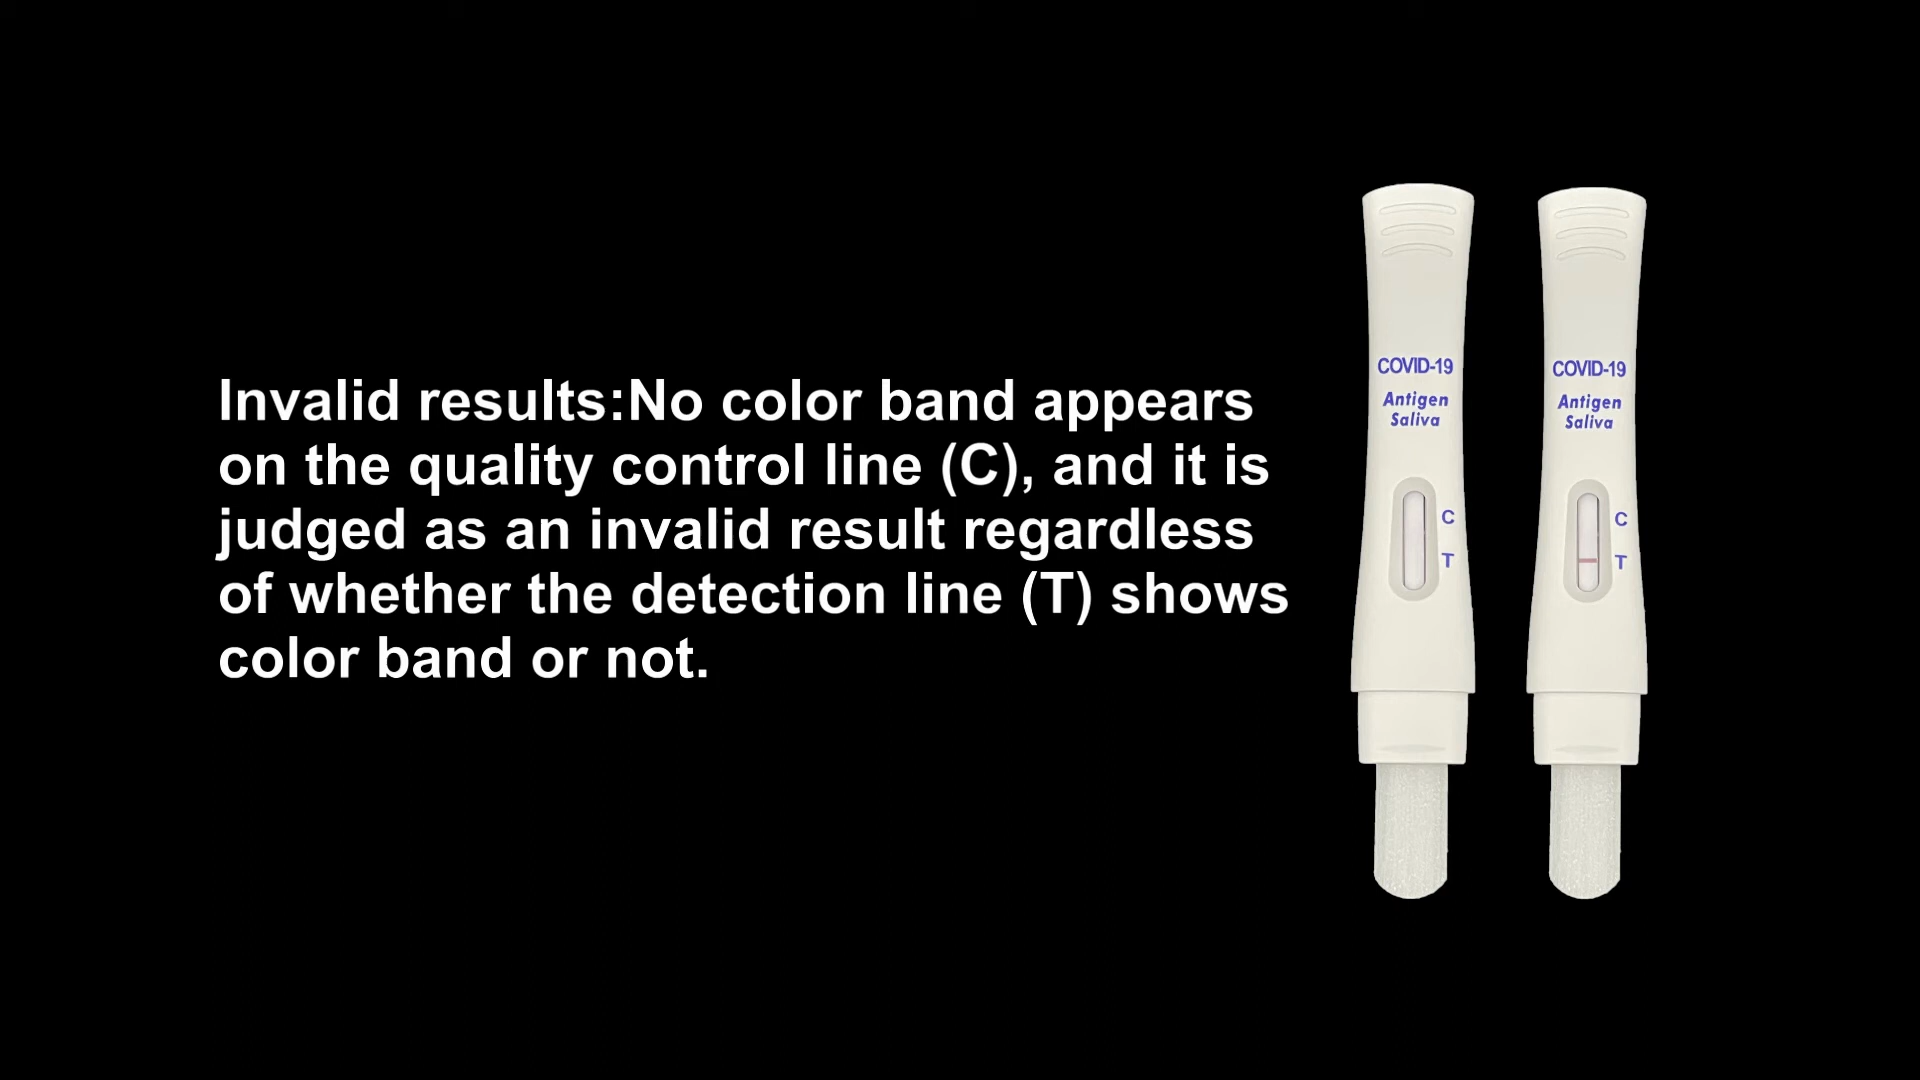 Invalid results:No color band appears
on the quality control line (C), and it is
judged as an invalid result regardless
of whether the detection line (T) shows
color band or not.
COVID-19
Antigen
Saliva
C
T
COVID-19
Antigen
Saliva
C
T